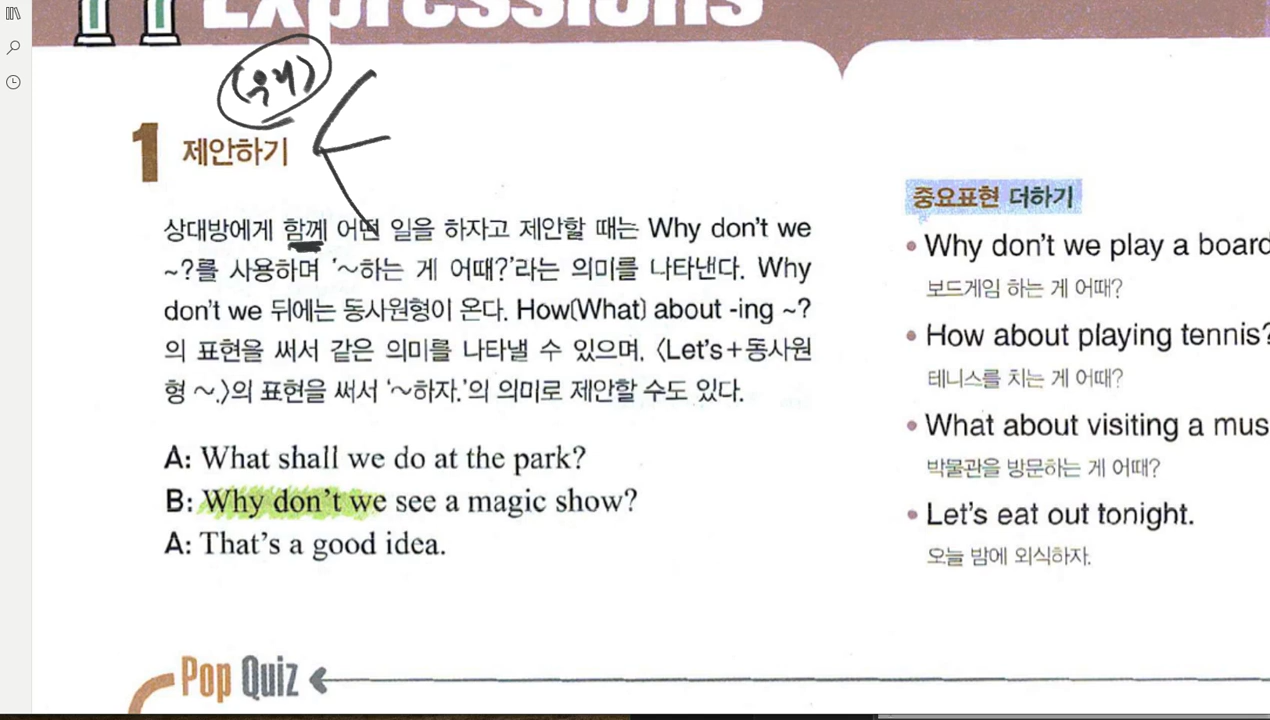 Expressions
(우리)
1 제안하기
상대방에게 함께 어떤 일을 하자고 제안할 때는 Why don't we
~?를 사용하며 '~하는 게 어때?'라는 의미를 나타낸다. Why
don't we 뒤에는 동사원형이 온다. How(What) about -ing ~?
의 표현을 써서 같은 의미를 나타낼 수 있으며, 〈Let's+동사원
형 ~.〉의 표현을 써서 '~하자.'의 의미로 제안할 수도 있다.
A: What shall we do at the park?
B: Why don't we see a magic show?
A: That's a good idea.
중요표현 더하기
• Why don't we play a board
보드게임 하는 게 어때?
• How about playing tennis?
테니스를 치는 게 어때?
• What about visiting a mus
박물관을 방문하는 게 어때?
• Let's eat out tonight.
오늘 밤에 외식하자.
Pop Quiz